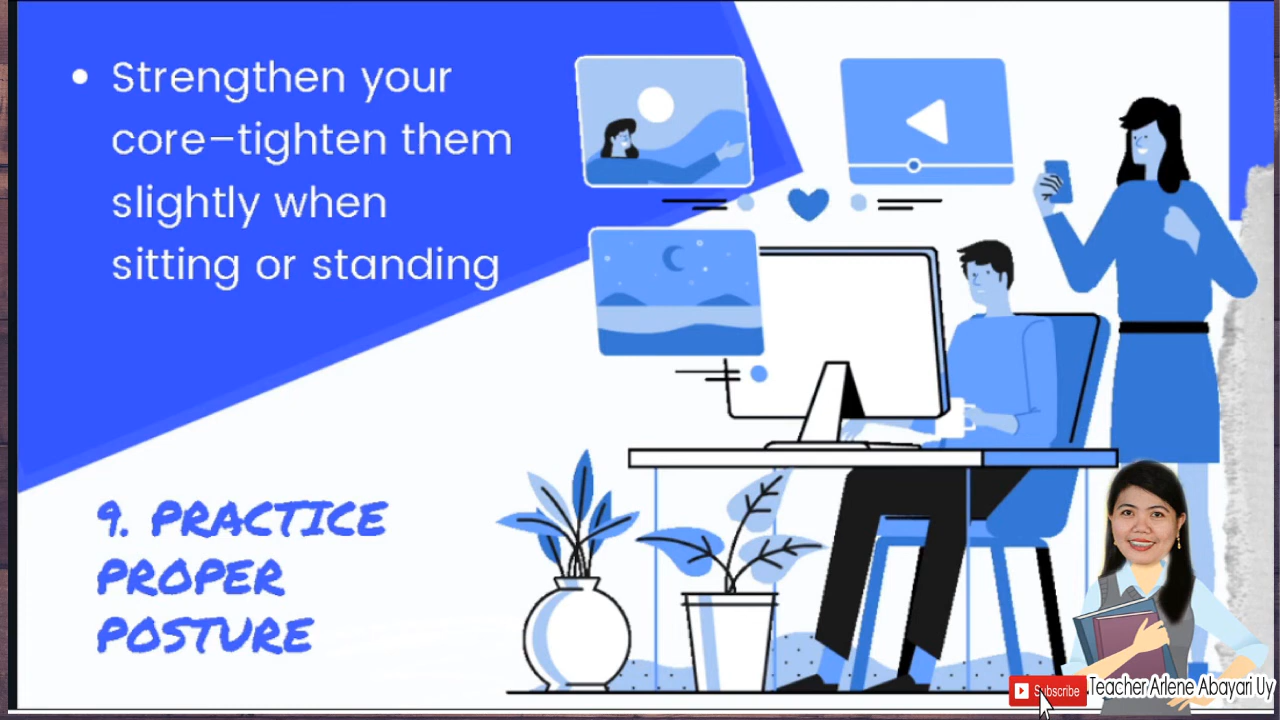 Strengthen your
core–tighten them
slightly when
sitting or standing
9. PRACTICE
PROPER
POSTURE
Subscribe
Teacher Arlene Abayari Uy